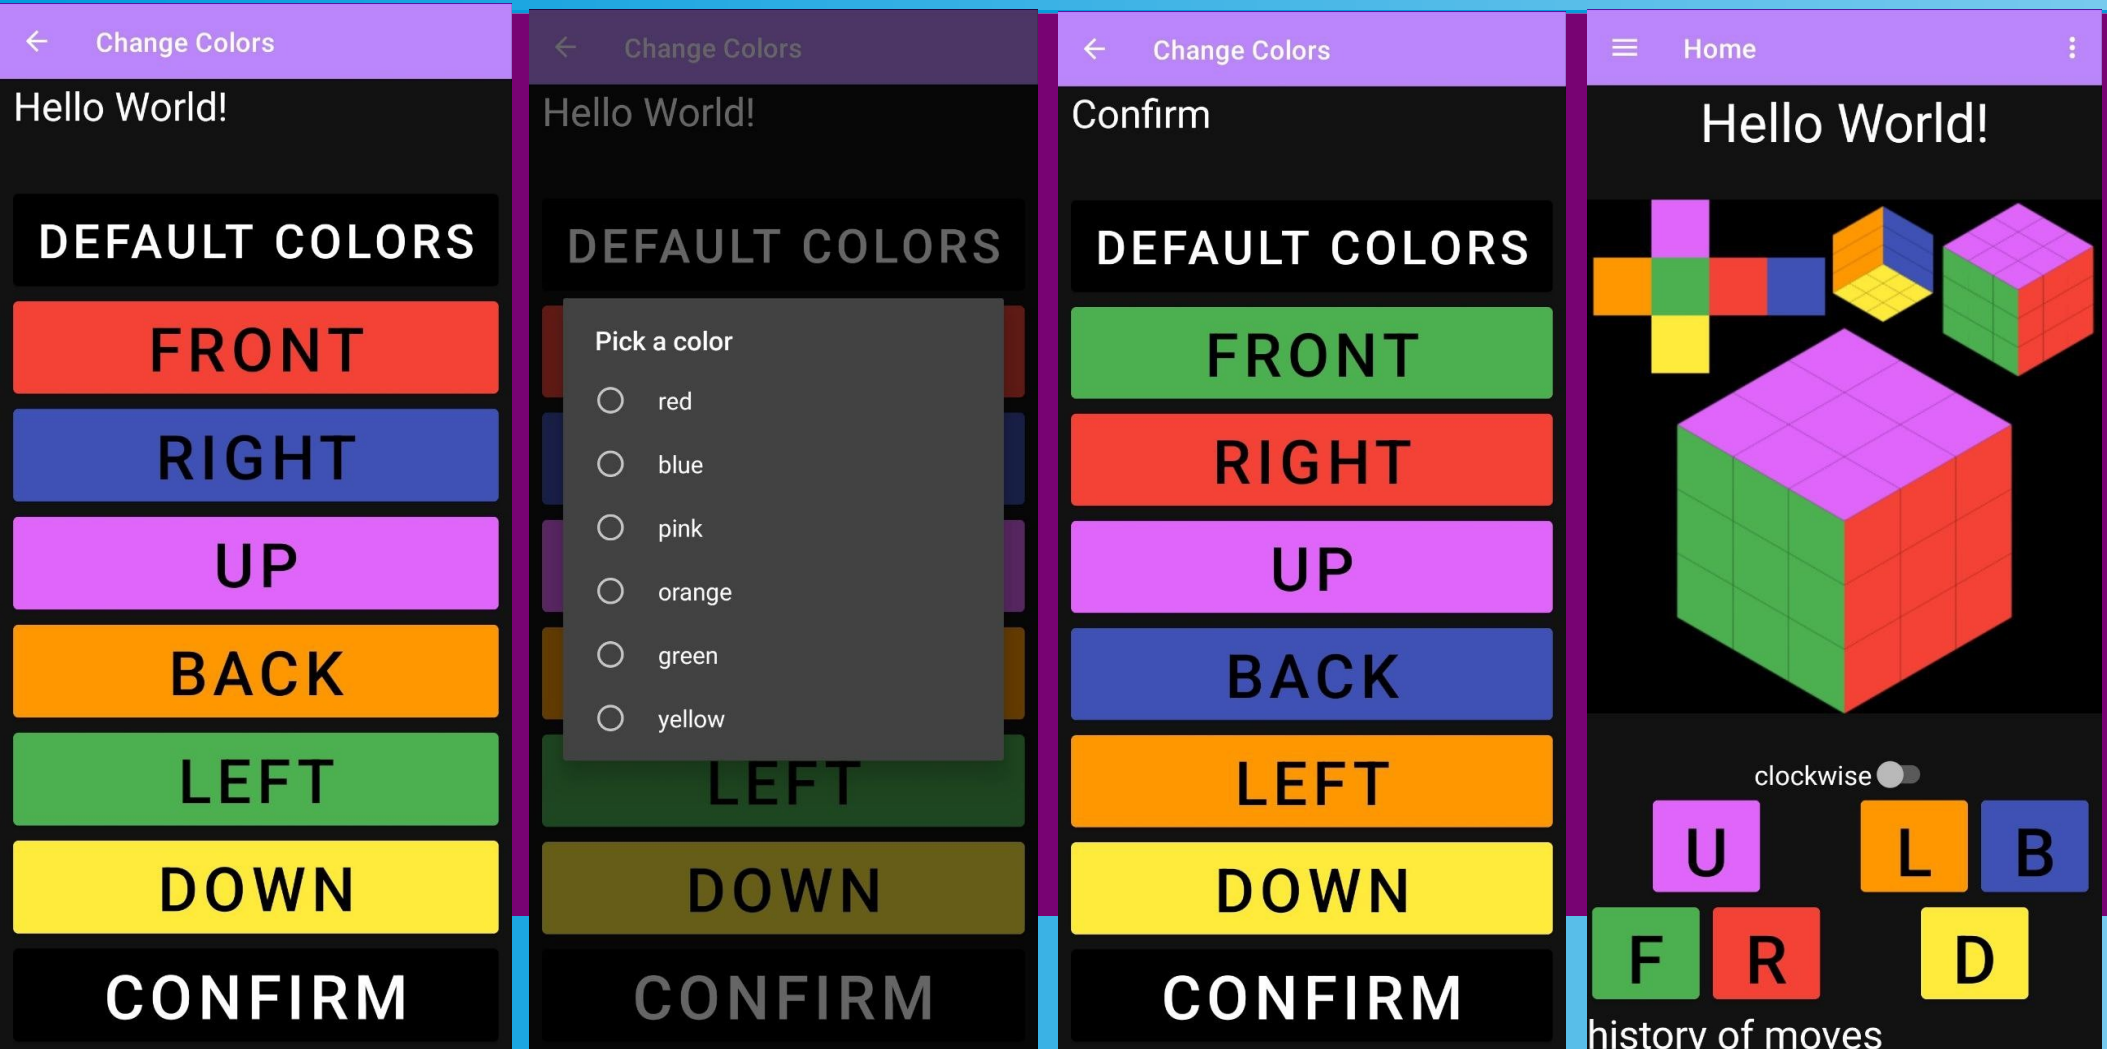 Change Colors
Hello World!
DEFAULT COLORS
FRONT
RIGHT
UP
BACK
LEFT
DOWN
CONFIRM
Change Colors
Hello World!
DEFAULT COLORS
Pick a color
red
blue
pink
orange
green
yellow
LEFT
DOWN
CONFIRM
Change Colors
Confirm
DEFAULT COLORS
FRONT
RIGHT
UP
BACK
LEFT
DOWN
CONFIRM
Home
Hello World!
clockwise
U L B
F R D
history of moves